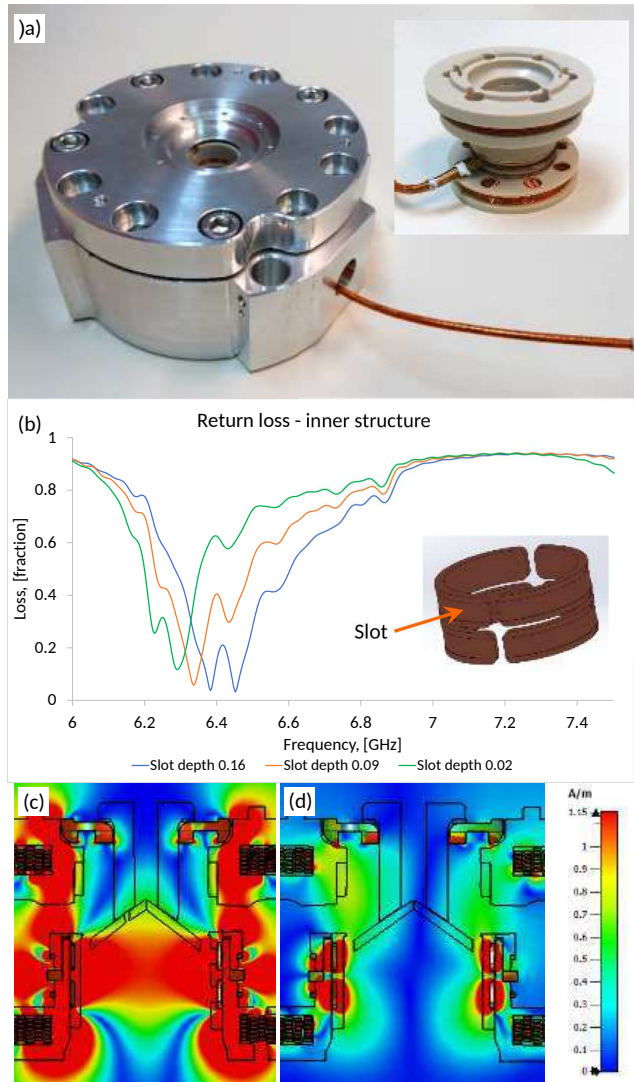 )a)
(b)
Return loss - inner structure
1
0.8
0.6
0.4
0.2
0
Loss, [fraction]
Slot
6
6.2
6.4
6.6
6.8
7
7.2
7.4
Frequency, [GHz]
Slot depth 0.16
Slot depth 0.09
Slot depth 0.02
(c)
(d)
A/m
1.15
1
0.9
0.8
0.7
0.6
0.5
0.4
0.3
0.2
0.1
0